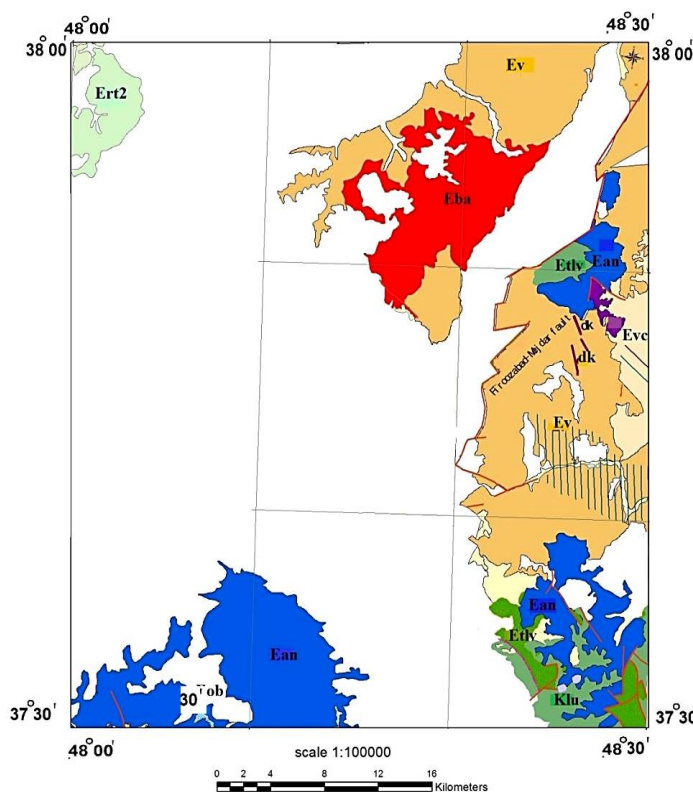 48°00' 48°30'
38 00' 38 00'
Ev
Ert2
Eba
Etlv Ean
Evc
dk
Firoozabad-Majdar fault
dk
Ev
Ean
Etlv
Ean
30 Tob
Klu
37°30' 37°30'
48°00' 48°30'
scale 1:100000
0 2 4 8 12 16
Kilometers